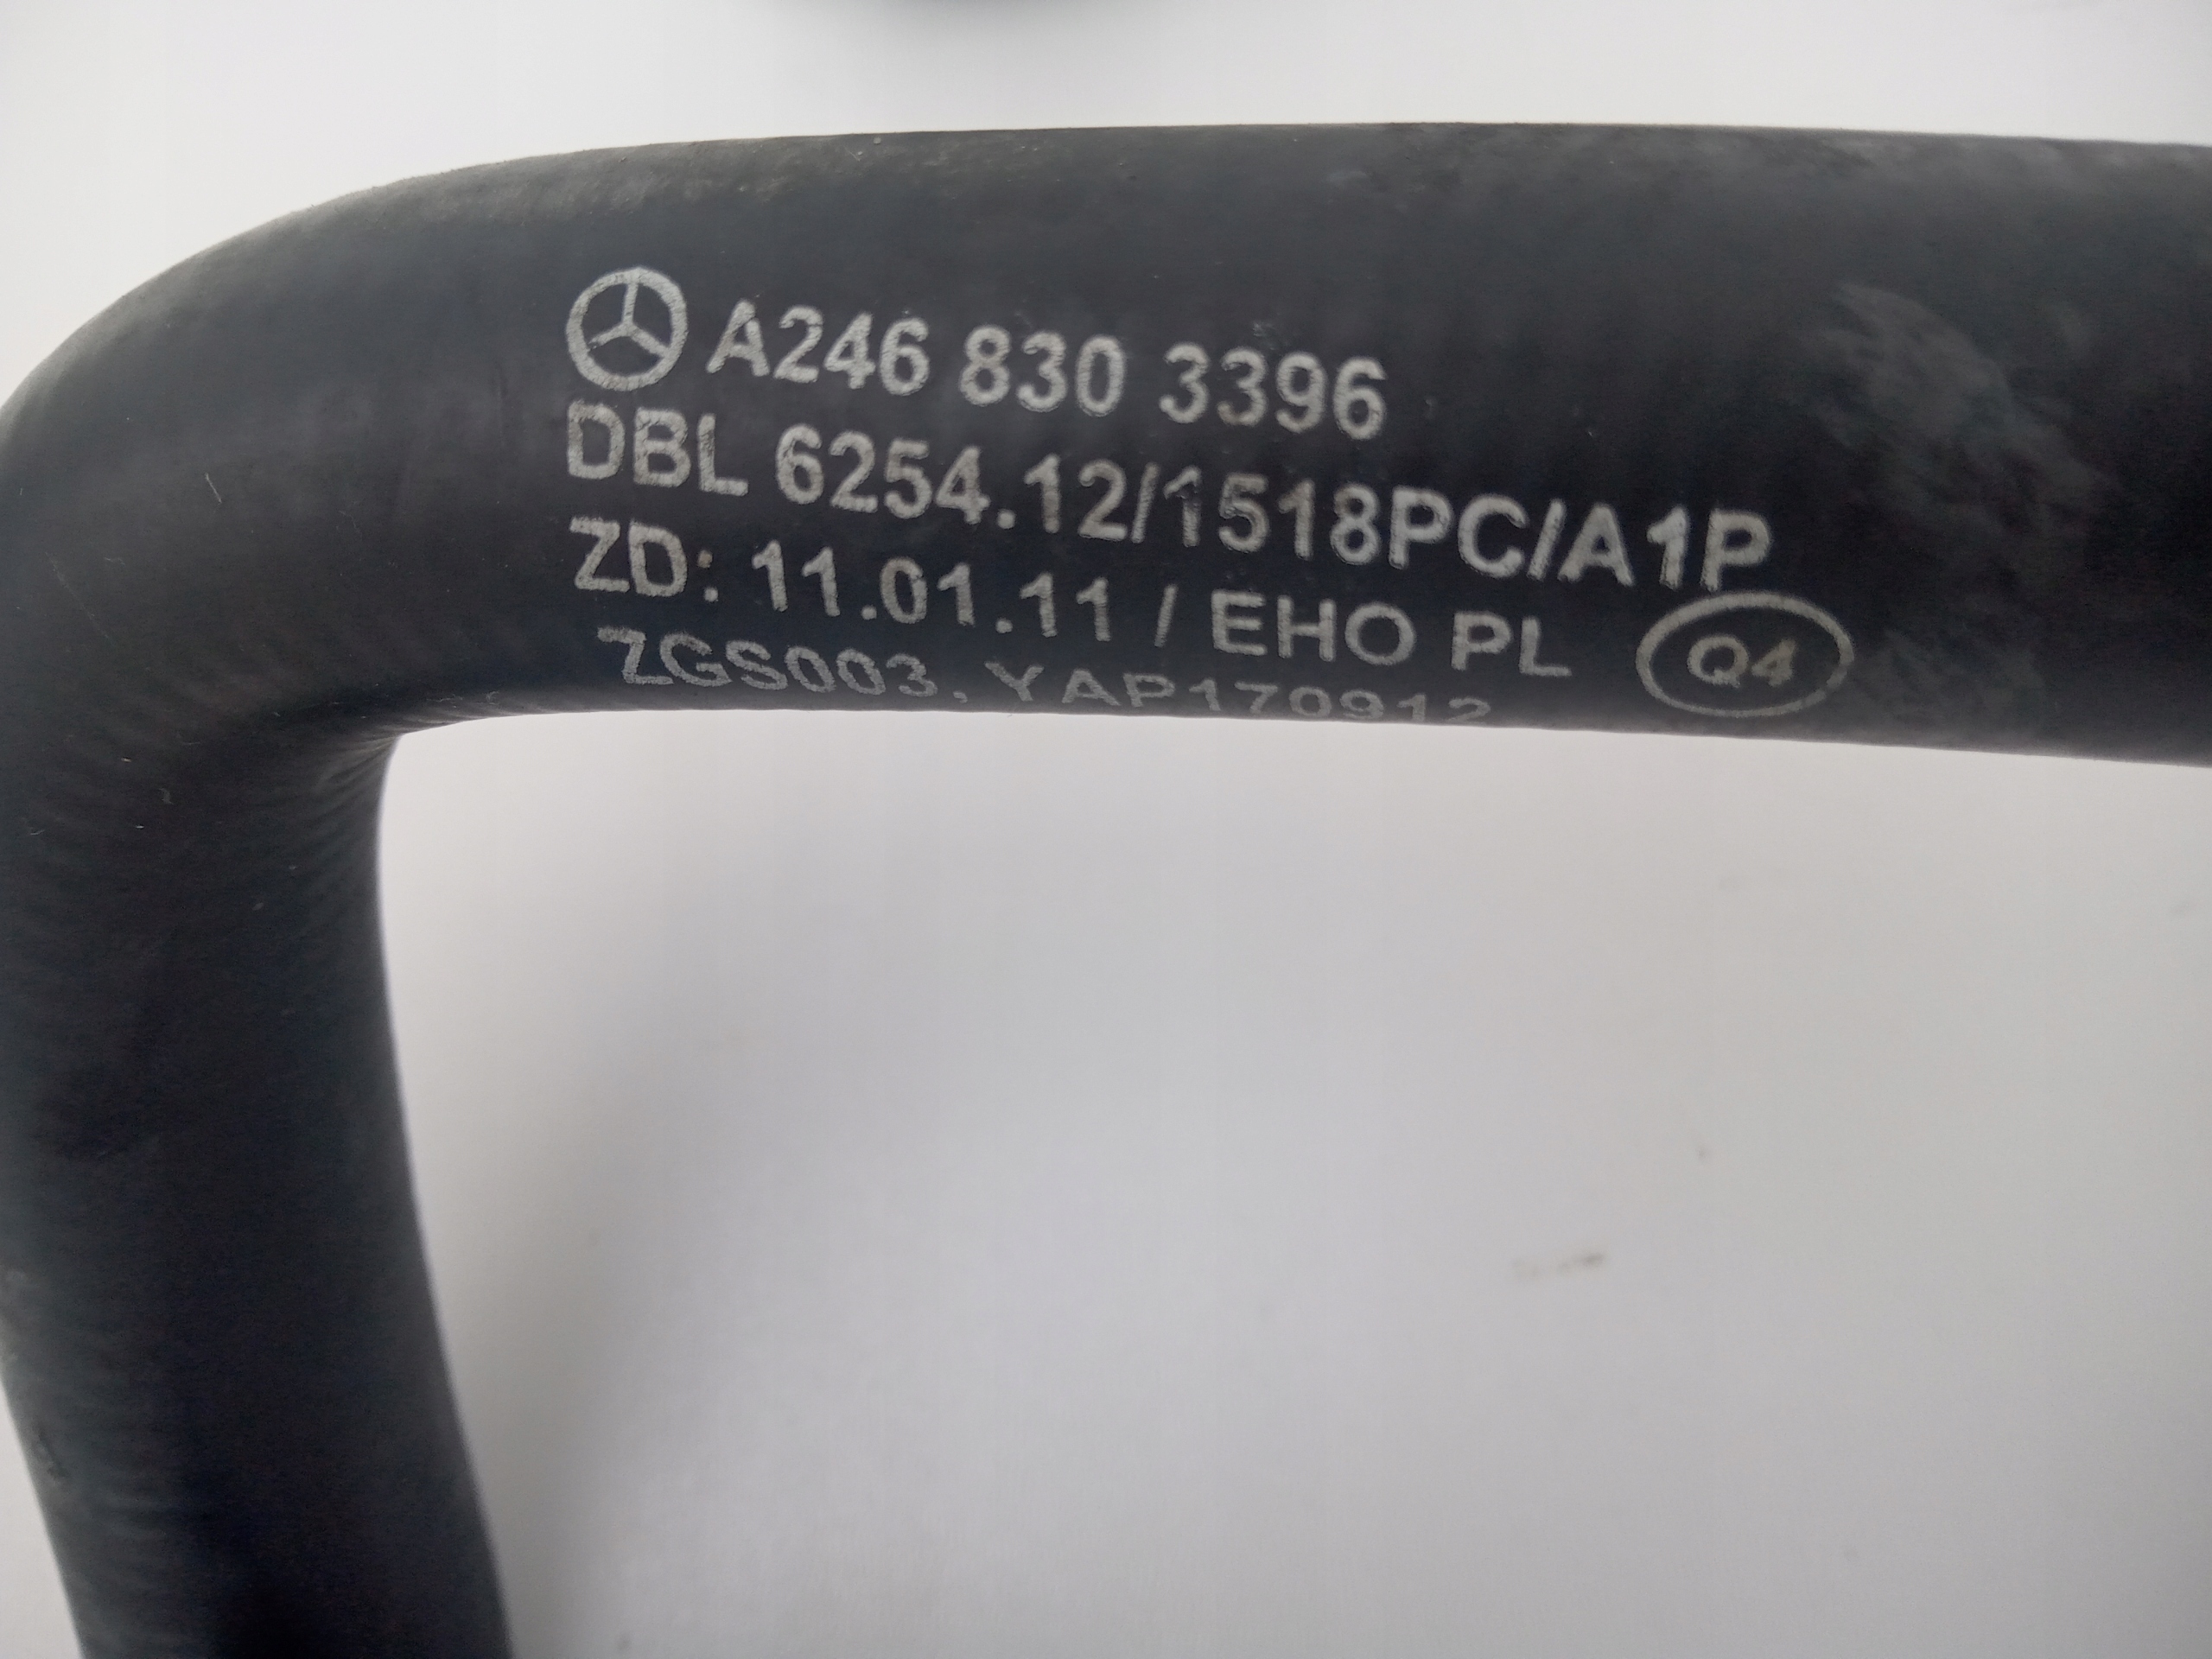 A246 830 3396
DBL 6254.12/1518PC/A1P
ZD: 11.01.11 / EHO PL Q4
ZGS003, YAP170912